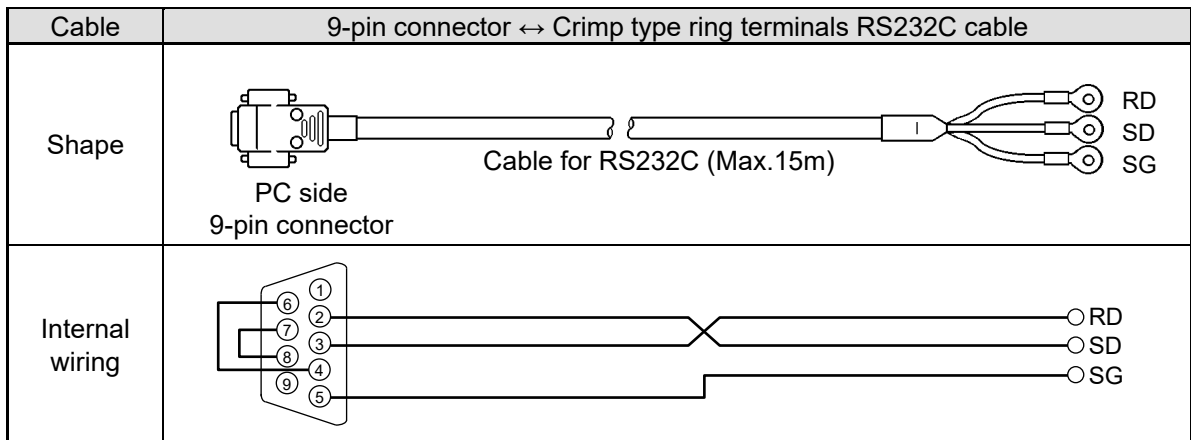 Cable
9-pin connector ↔ Crimp type ring terminals RS232C cable
Shape
RD
SD
SG
Cable for RS232C (Max.15m)
PC side
9-pin connector
Internal
wiring
1
6
2
7
3
8
4
9
5
RD
SD
SG